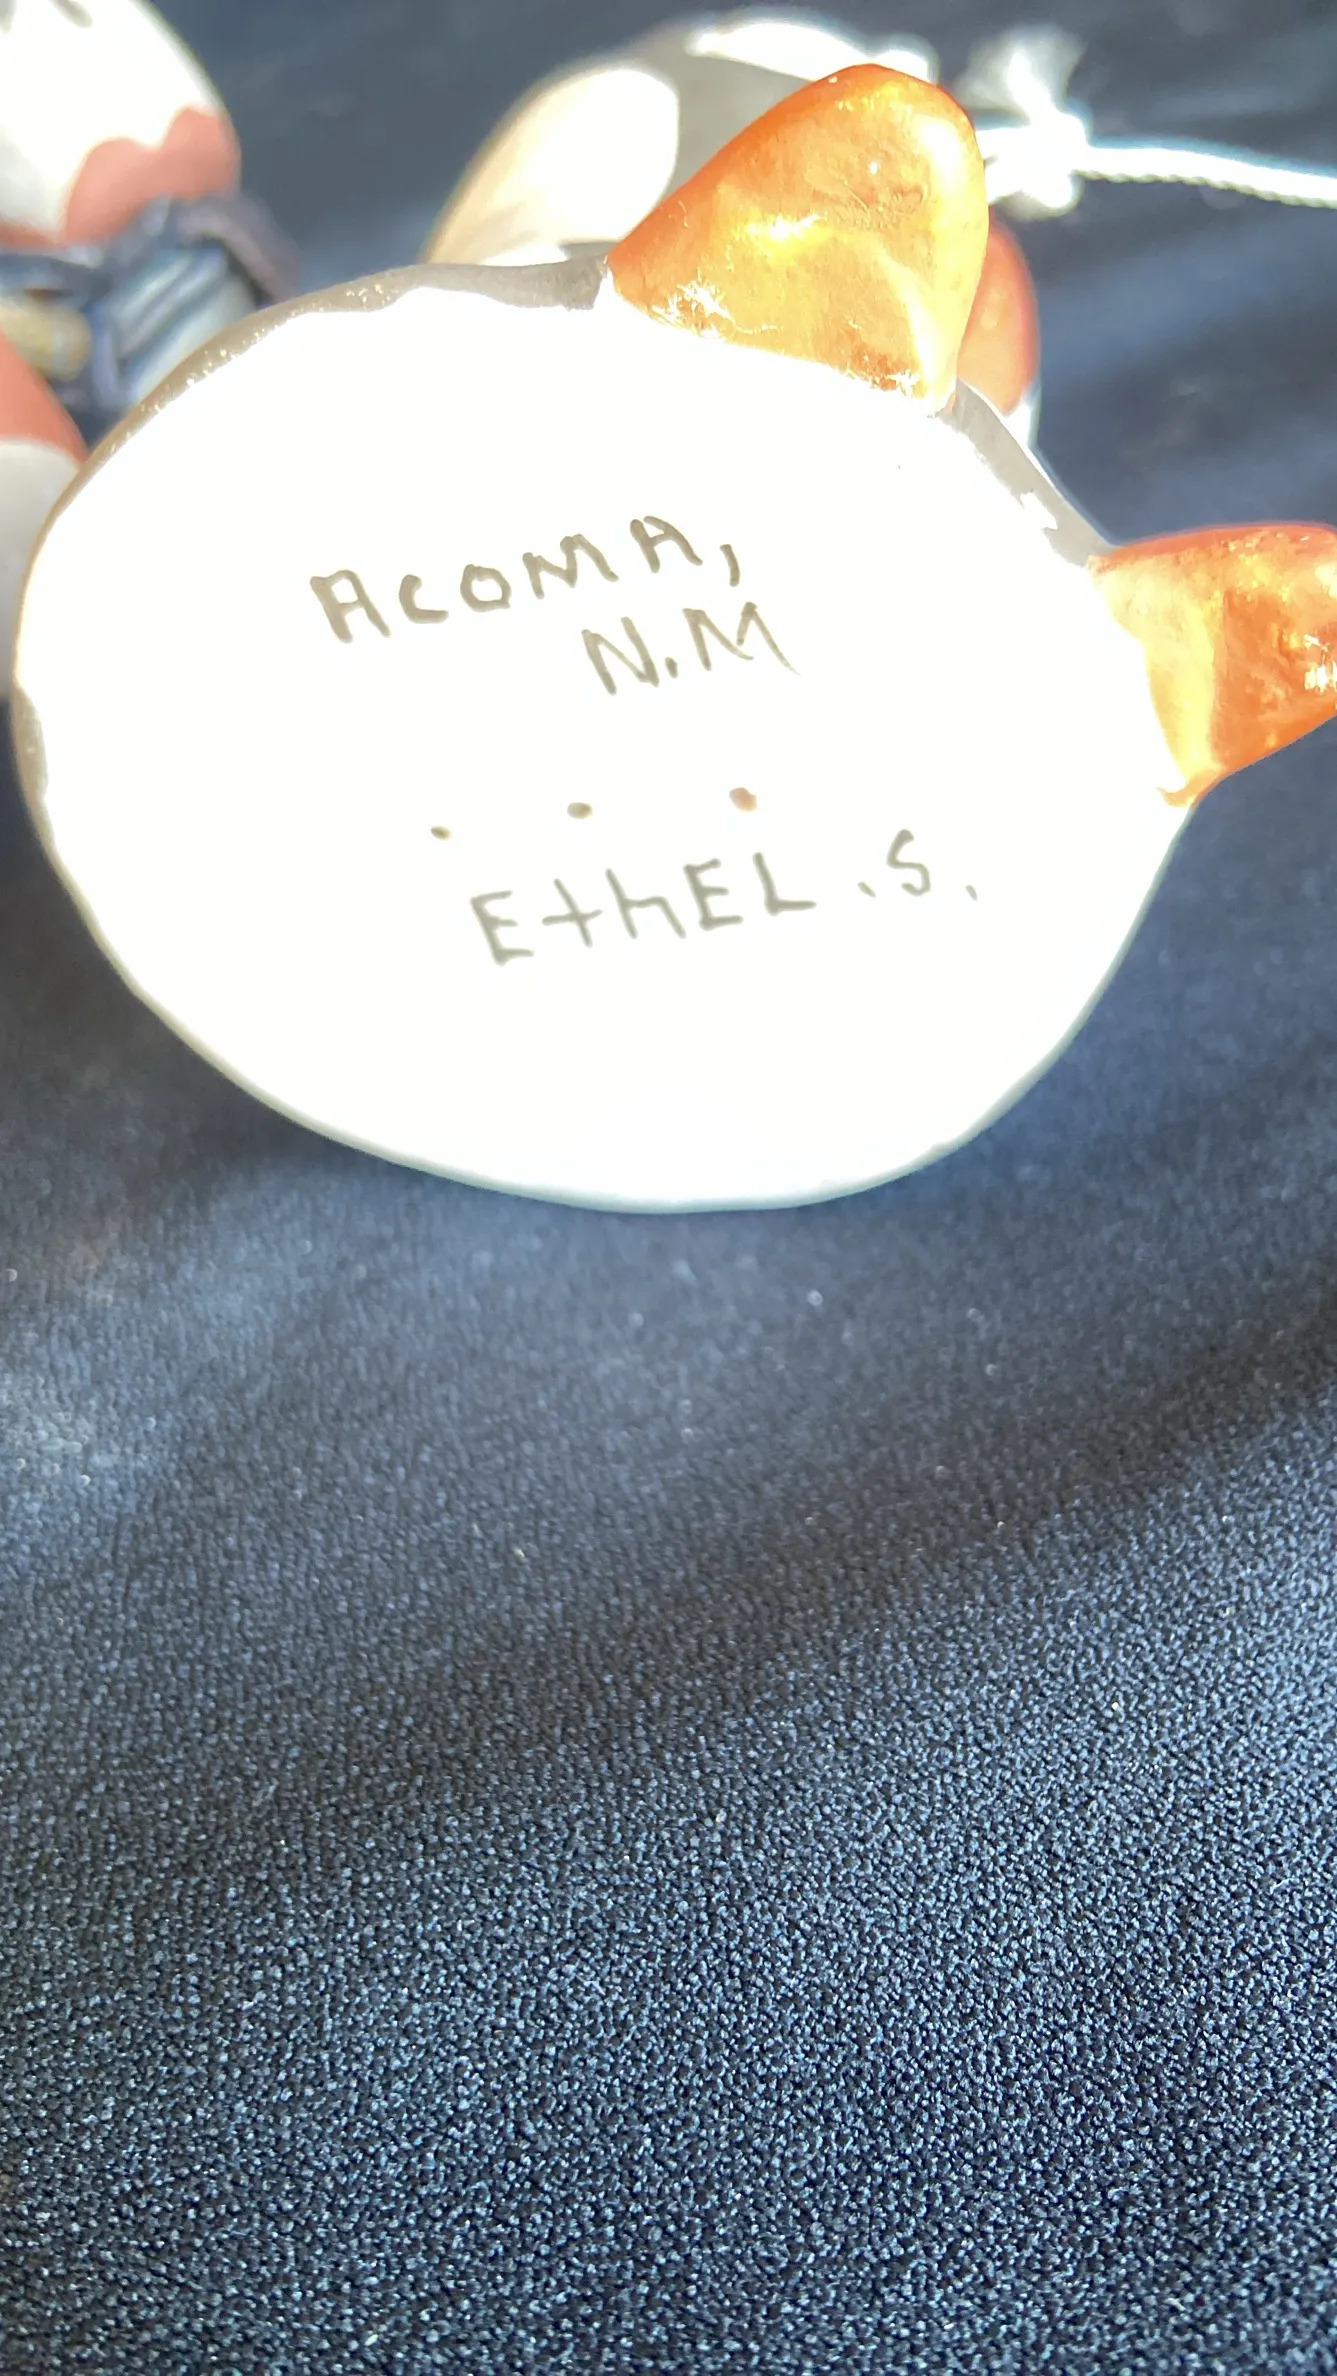 ACOMA,
N.M
. . .
EthEL .S.